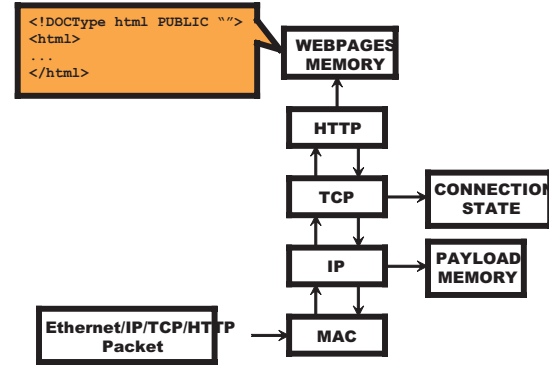 <!DOCType html PUBLIC “”>
<html>
...
</html>
WEBPAGES
MEMORY
HTTP
TCP
CONNECTION
STATE
IP
PAYLOAD
MEMORY
Ethernet/IP/TCP/HTTP
Packet
MAC